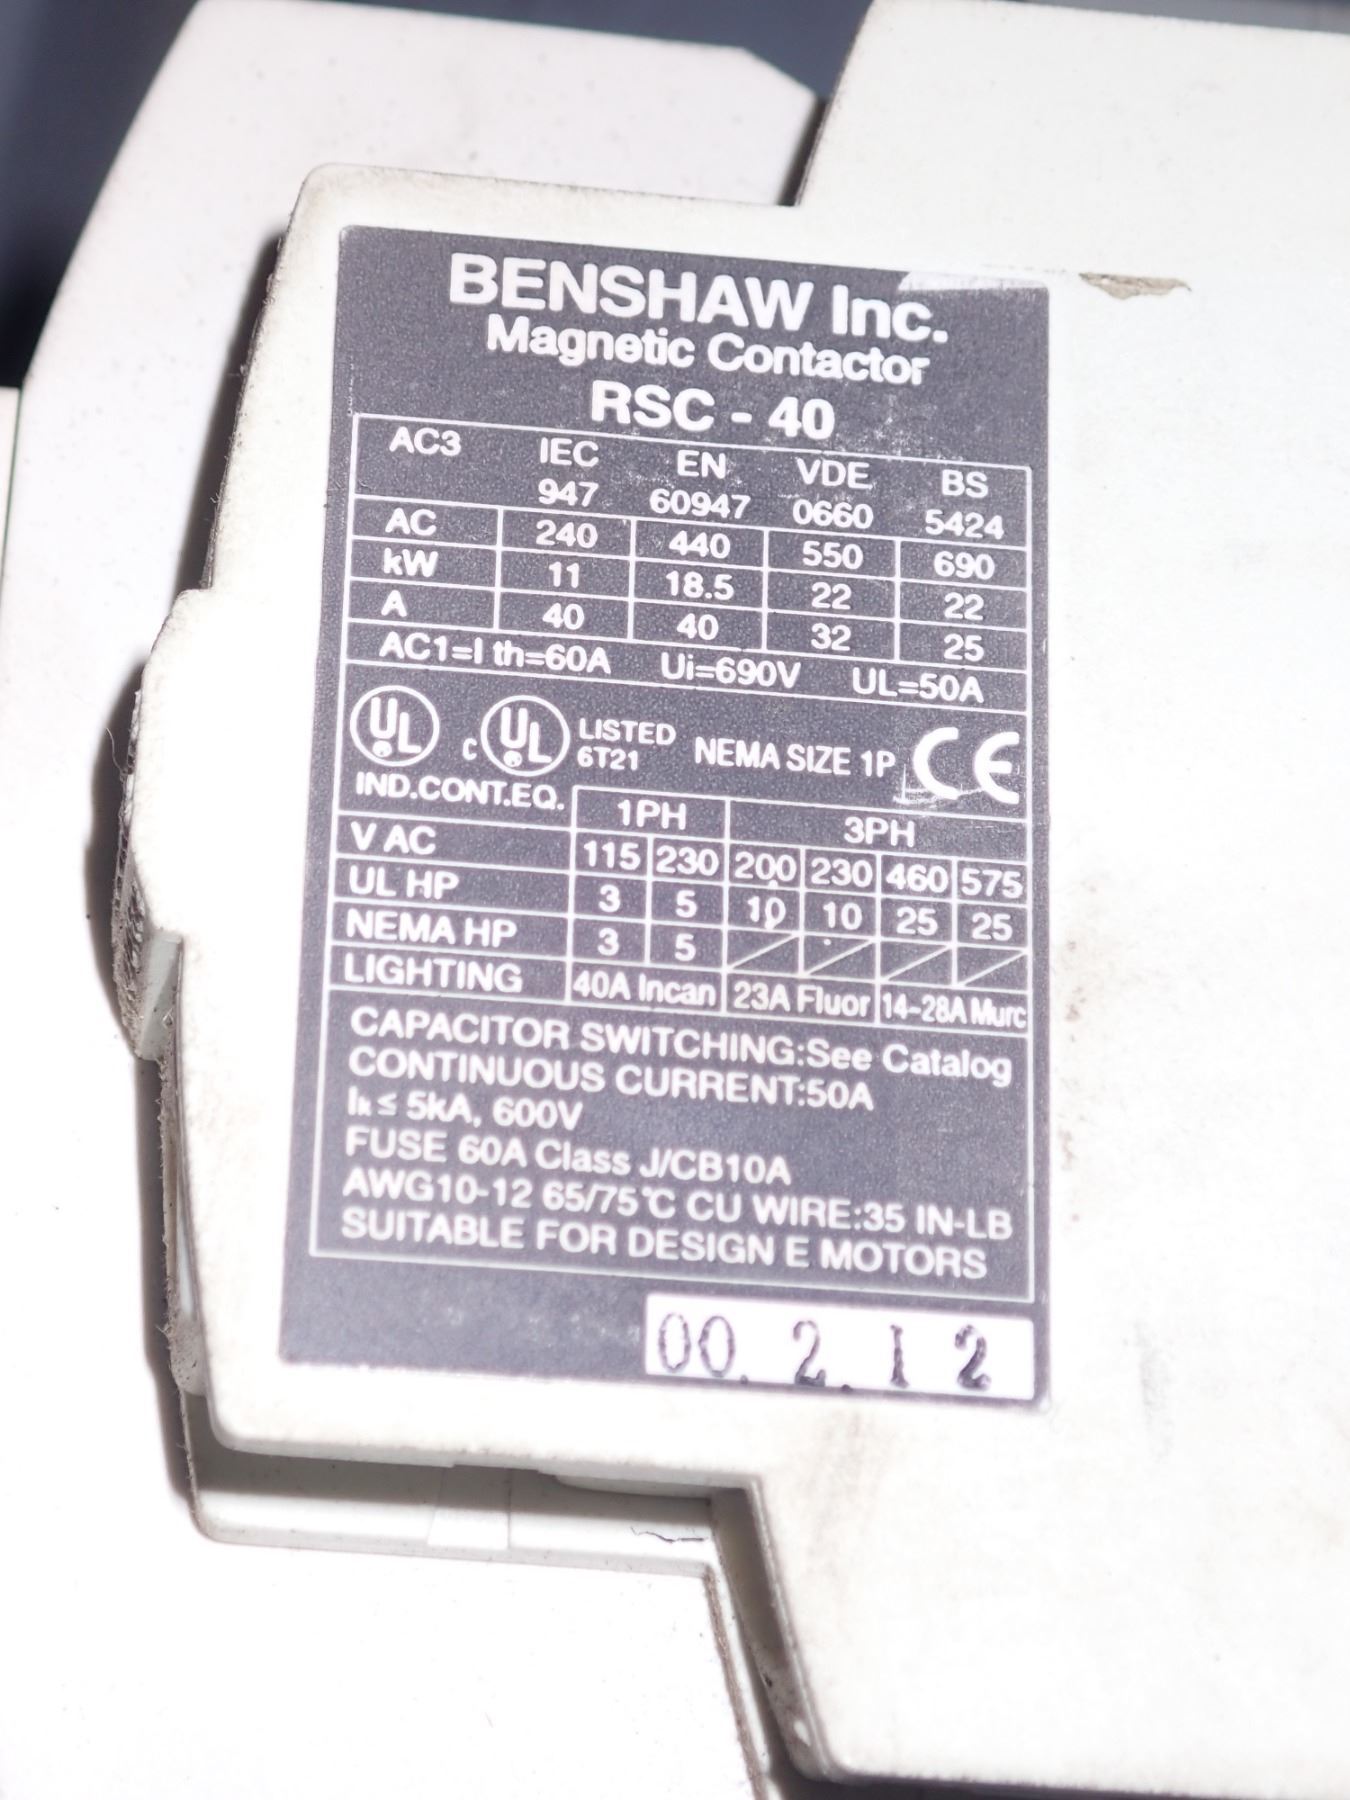 BENSHAW Inc.
Magnetic Contactor
RSC - 40
AC3 IEC 947 EN 60947 VDE 0660 BS 5424
AC 240 440 550 690
kW 11 18.5 22 22
A 40 40 32 25
AC1=I th=60A Ui=690V UL=50A
UL c UL LISTED 6T21 NEMA SIZE 1P CE
IND.CONT.EQ. 1PH 3PH
V AC 115 230 200 230 460 575
UL HP 3 5 10 10 25 25
NEMA HP 3 5
LIGHTING 40A Incan 23A Fluor 14-28A Murc
CAPACITOR SWITCHING:See Catalog
CONTINUOUS CURRENT:50A
Ik ≤ 5kA, 600V
FUSE 60A Class J/CB10A
AWG10-12 65/75°C CU WIRE:35 IN-LB
SUITABLE FOR DESIGN E MOTORS
00. 2. 12